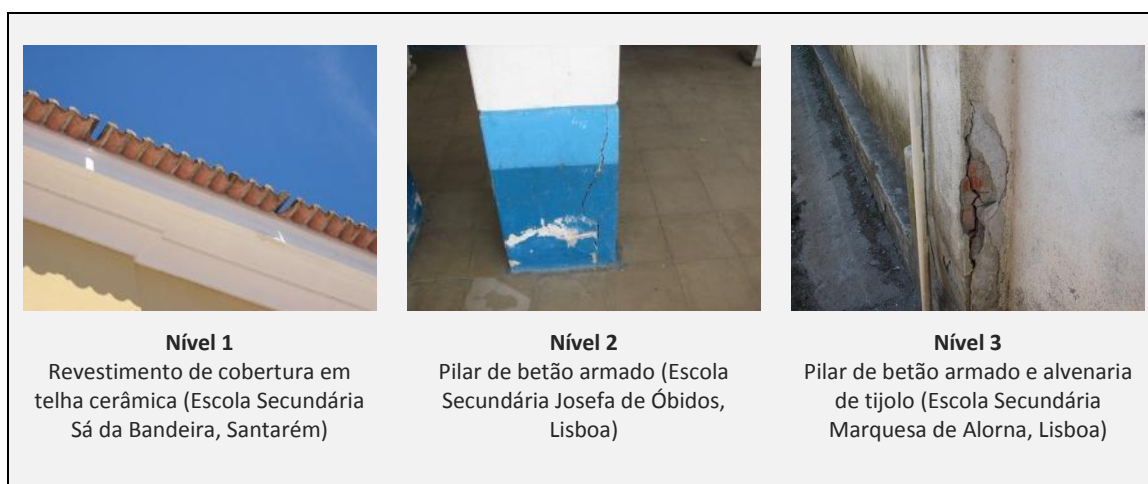 Nível 1
Revestimento de cobertura em
telha cerâmica (Escola Secundária
Sá da Bandeira, Santarém)
Nível 2
Pilar de betão armado (Escola
Secundária Josefa de Óbidos,
Lisboa)
Nível 3
Pilar de betão armado e alvenaria
de tijolo (Escola Secundária
Marquesa de Alorna, Lisboa)